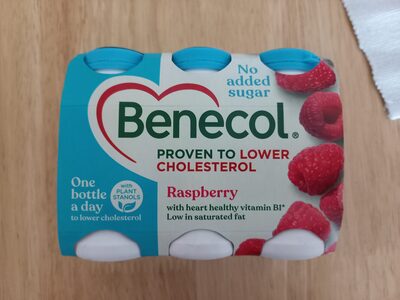 No
added
sugar
Benecol®
PROVEN TO LOWER
CHOLESTEROL
One
bottle
a day
to lower cholesterol
with
PLANT
STANOLS
Raspberry
with heart healthy vitamin B1*
Low in saturated fat